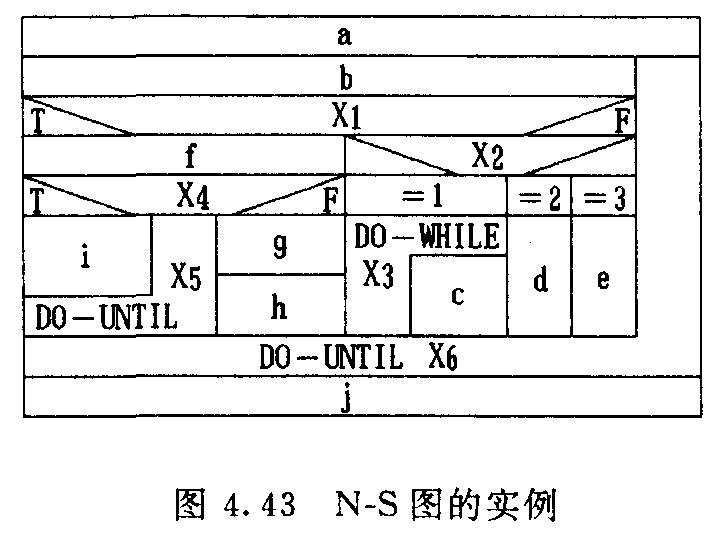 a
b
T X1 F
f X2
T X4 F =1 =2 =3
i X5 g DO-WHILE
X3 c d e
h
DO-UNTIL
DO-UNTIL X6
j
图 4.43 N-S图的实例